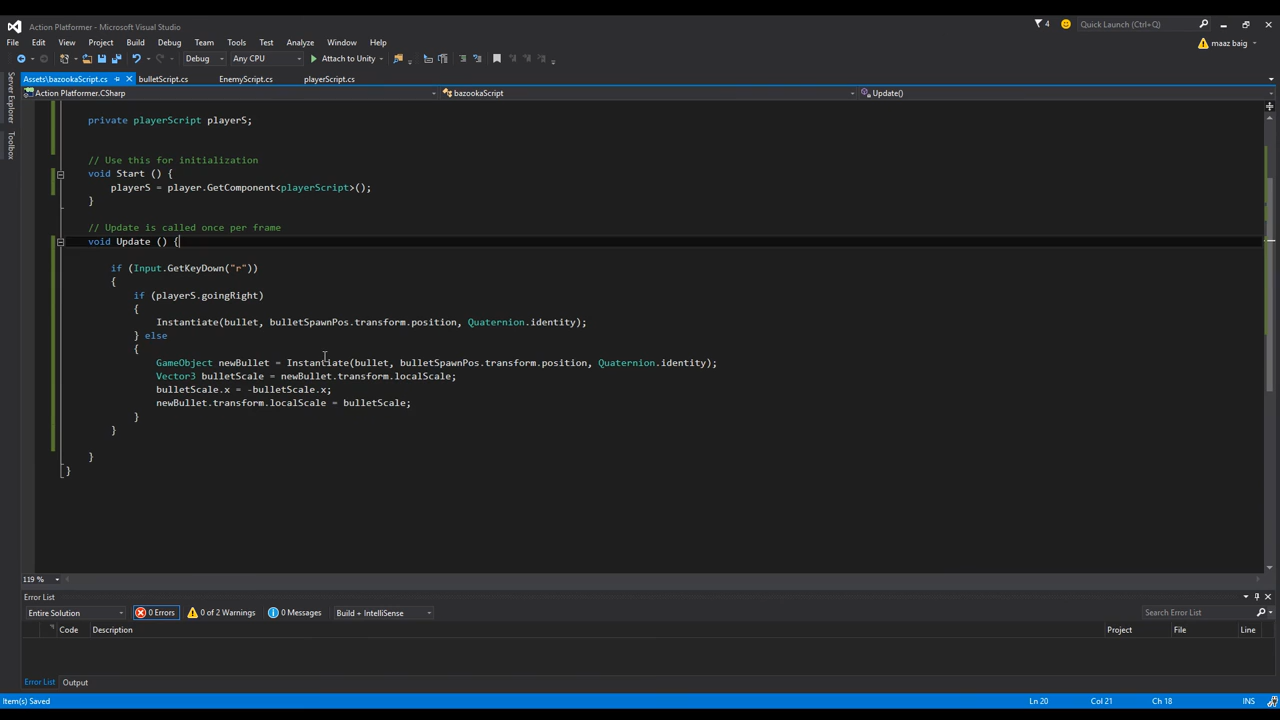 Action Platformer - Microsoft Visual Studio
4
Quick Launch (Ctrl+Q)
File Edit View Project Build Debug Team Tools Test Analyze Window Help
maaz baig
Debug Any CPU Attach to Unity
Server Explorer
Toolbox
Assets\bazookaScript.cs bulletScript.cs EnemyScript.cs playerScript.cs
Action Platformer.CSharp bazookaScript Update()
private playerScript playerS;
// Use this for initialization
void Start () {
playerS = player.GetComponent<playerScript>();
}
// Update is called once per frame
void Update () {
if (Input.GetKeyDown("r"))
{
if (playerS.goingRight)
{
Instantiate(bullet, bulletSpawnPos.transform.position, Quaternion.identity);
} else
{
GameObject newBullet = Instantiate(bullet, bulletSpawnPos.transform.position, Quaternion.identity);
Vector3 bulletScale = newBullet.transform.localScale;
bulletScale.x = -bulletScale.x;
newBullet.transform.localScale = bulletScale;
}
}
}
}
119 %
Error List
Entire Solution 0 Errors 0 of 2 Warnings 0 Messages Build + IntelliSense Search Error List
Code Description Project File Line
Error List Output
Item(s) Saved Ln 20 Col 21 Ch 18 INS